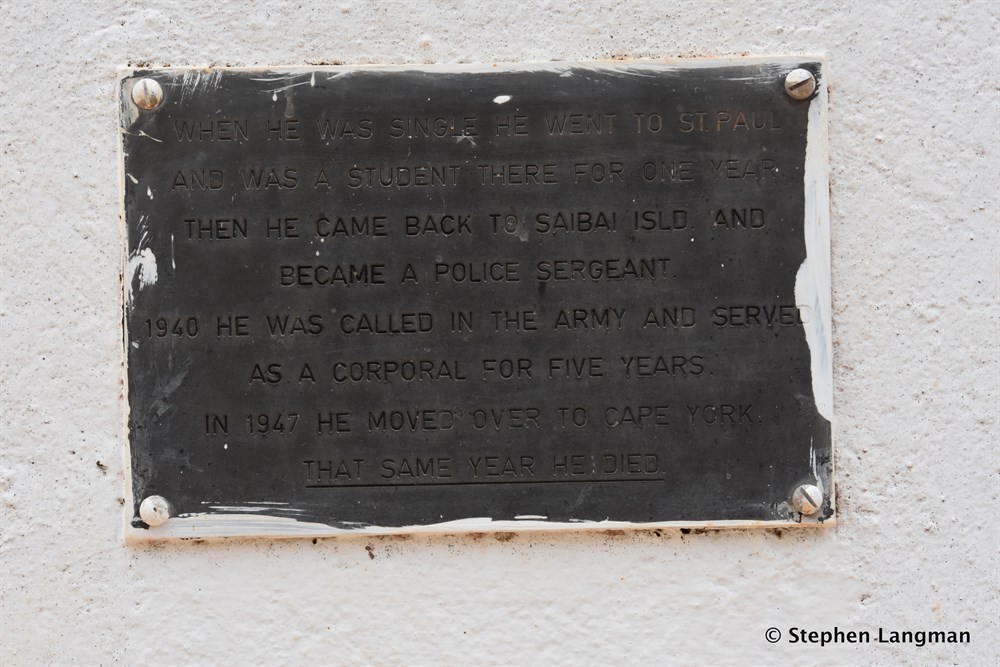 WHEN HE WAS SINGLE HE WENT TO ST. PAUL
AND WAS A STUDENT THERE FOR ONE YEAR
THEN HE CAME BACK TO SAIBAI ISLD. AND
BECAME A POLICE SERGEANT.
1940 HE WAS CALLED IN THE ARMY AND SERVED
AS A CORPORAL FOR FIVE YEARS.
IN 1947 HE MOVED OVER TO CAPE YORK.
THAT SAME YEAR HE DIED.
© Stephen Langman